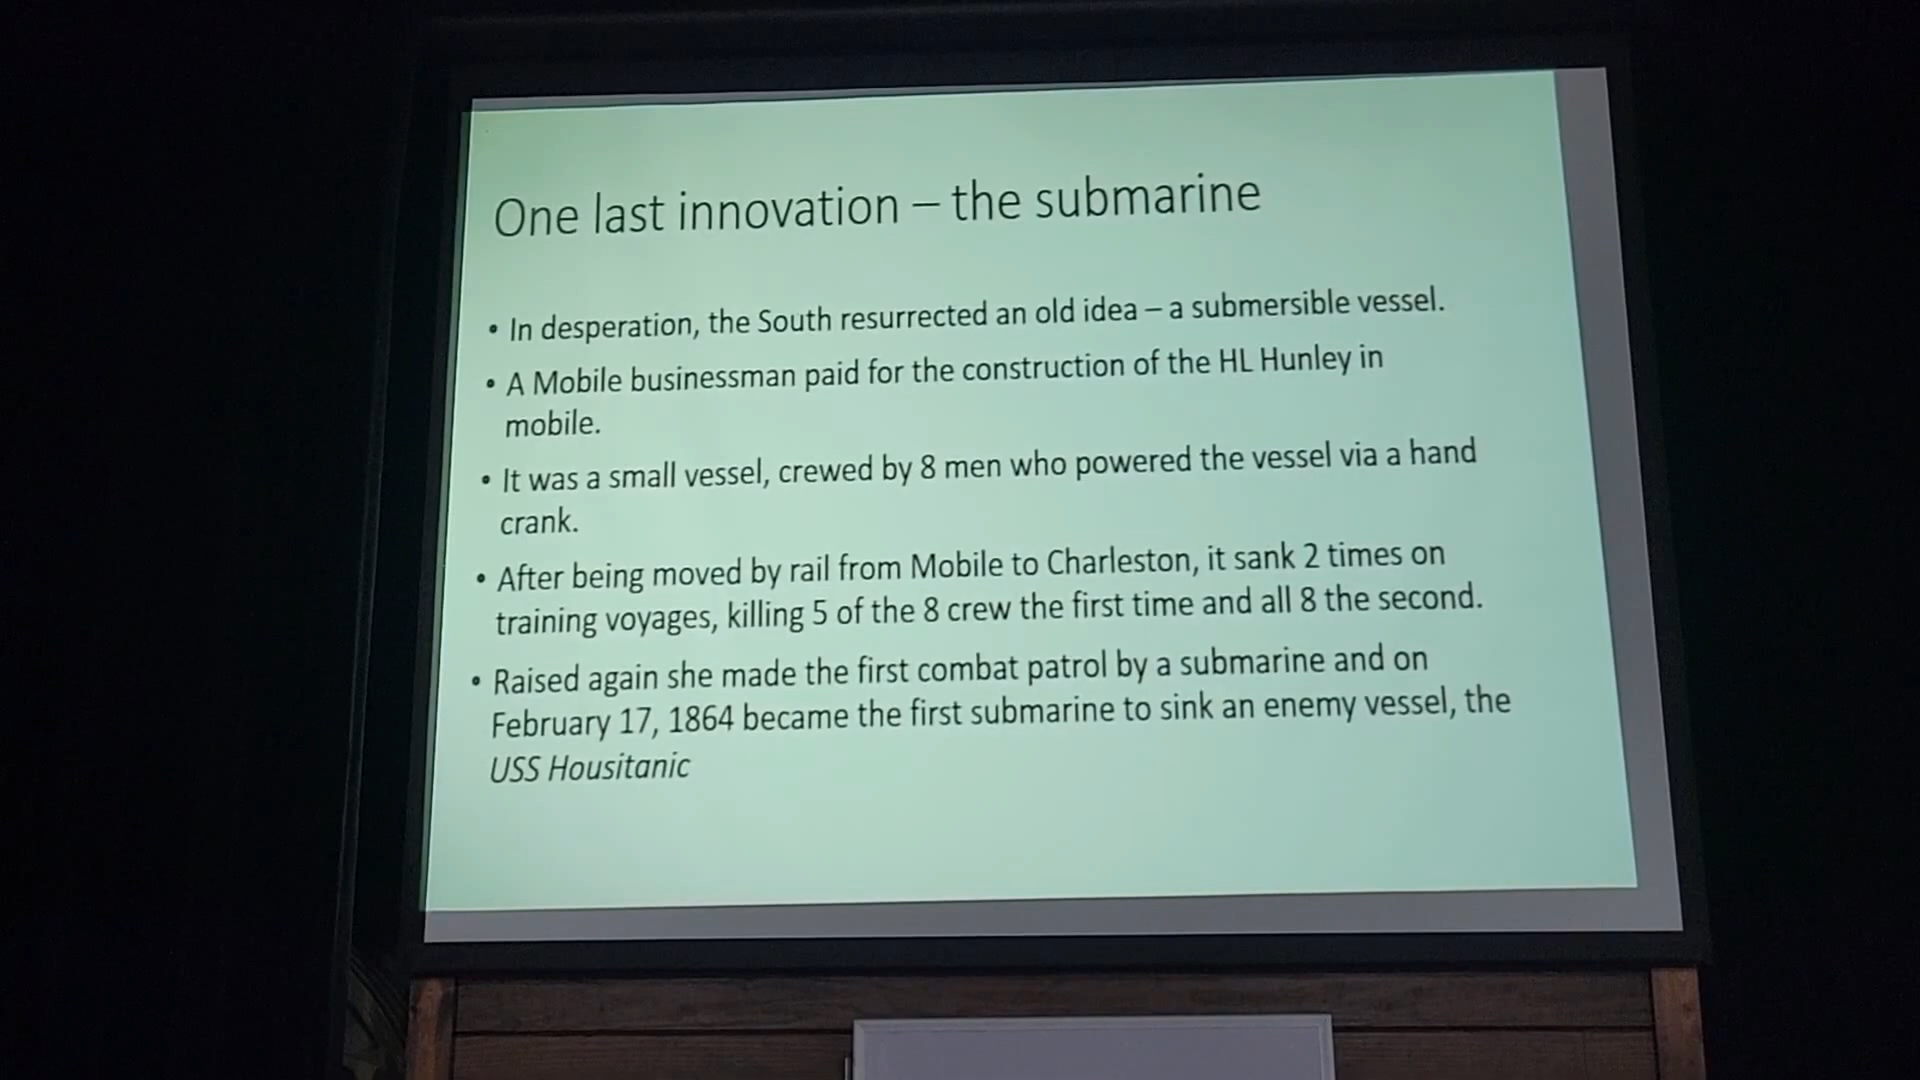 One last innovation – the submarine
• In desperation, the South resurrected an old idea – a submersible vessel.
• A Mobile businessman paid for the construction of the HL Hunley in
mobile.
• It was a small vessel, crewed by 8 men who powered the vessel via a hand
crank.
• After being moved by rail from Mobile to Charleston, it sank 2 times on
training voyages, killing 5 of the 8 crew the first time and all 8 the second.
• Raised again she made the first combat patrol by a submarine and on
February 17, 1864 became the first submarine to sink an enemy vessel, the
USS Housitanic